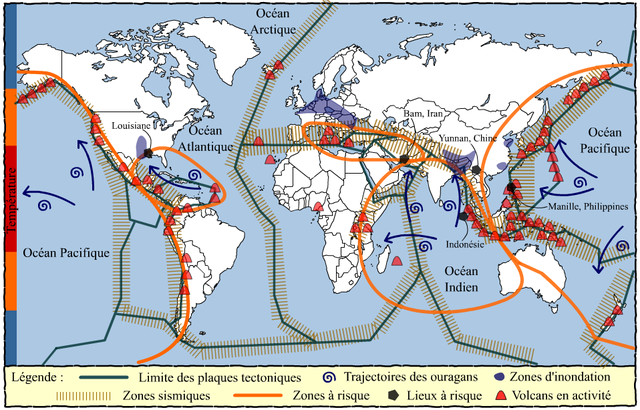 Océan
Arctique
Louisiane
Océan
Atlantique
Bam, Iran
Yunnan, Chine
Océan
Pacifique
Température
Manille, Philippines
Océan Pacifique
Indonésie
Océan
Indien
Légende :
Limite des plaques tectoniques
Trajectoires des ouragans
Zones d'inondation
Zones sismiques
Zones à risque
Lieux à risque
Volcans en activité